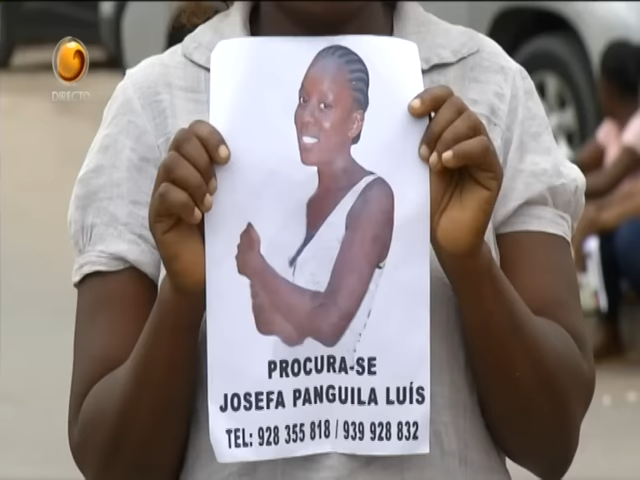 DIRECTO
PROCURA-SE
JOSEFA PANGUILA LUÍS
TEL: 928 355 818 / 939 928 832